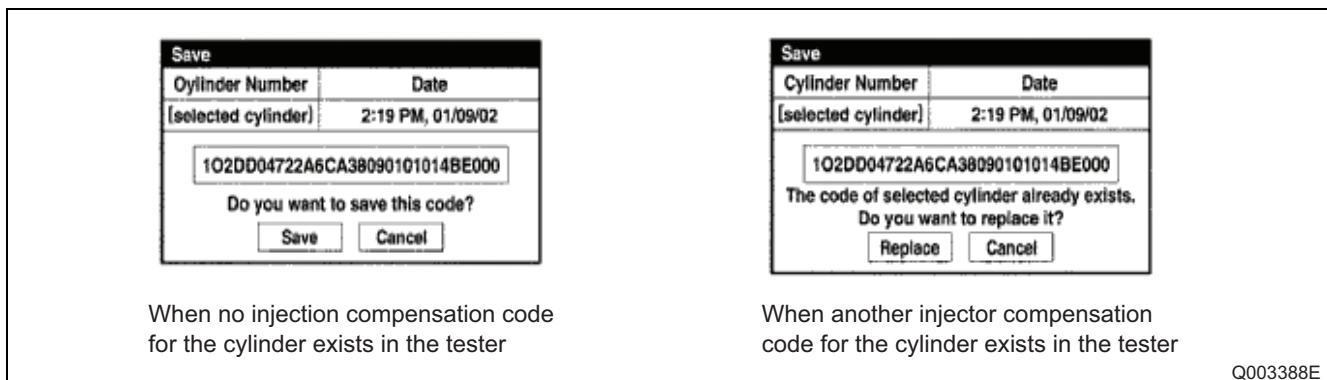 Save
Oylinder Number Date
[selected cylinder] 2:19 PM, 01/09/02
1O2DD04722A6CA38090101014BE000
Do you want to save this code?
Save Cancel
When no injection compensation code
for the cylinder exists in the tester
Save
Cylinder Number Date
[selected cylinder] 2:19 PM, 01/09/02
1O2DD04722A6CA38090101014BE000
The code of selected cylinder already exists.
Do you want to replace it?
Replace Cancel
When another injector compensation
code for the cylinder exists in the tester
Q003388E